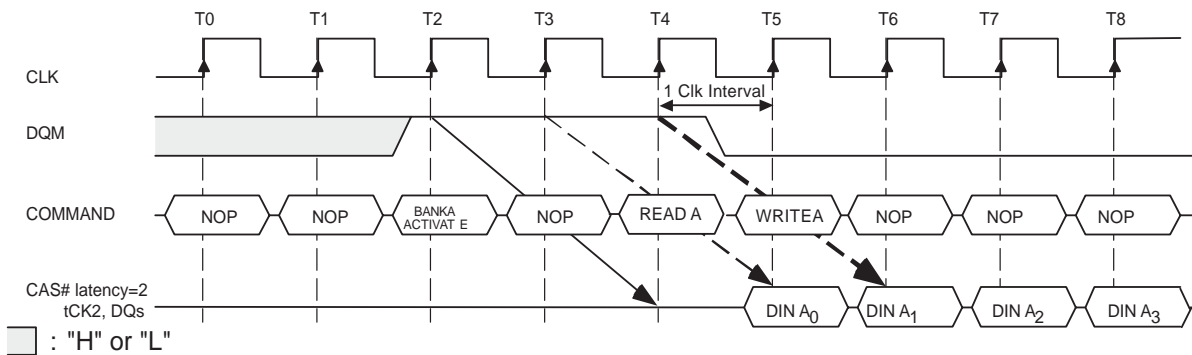 T0 T1 T2 T3 T4 T5 T6 T7 T8
CLK
1 Clk Interval
DQM
COMMAND NOP NOP BANKA ACTIVAT E NOP READ A WRITEA NOP NOP NOP
CAS# latency=2
tCK2, DQs DIN A0 DIN A1 DIN A2 DIN A3
: "H" or "L"